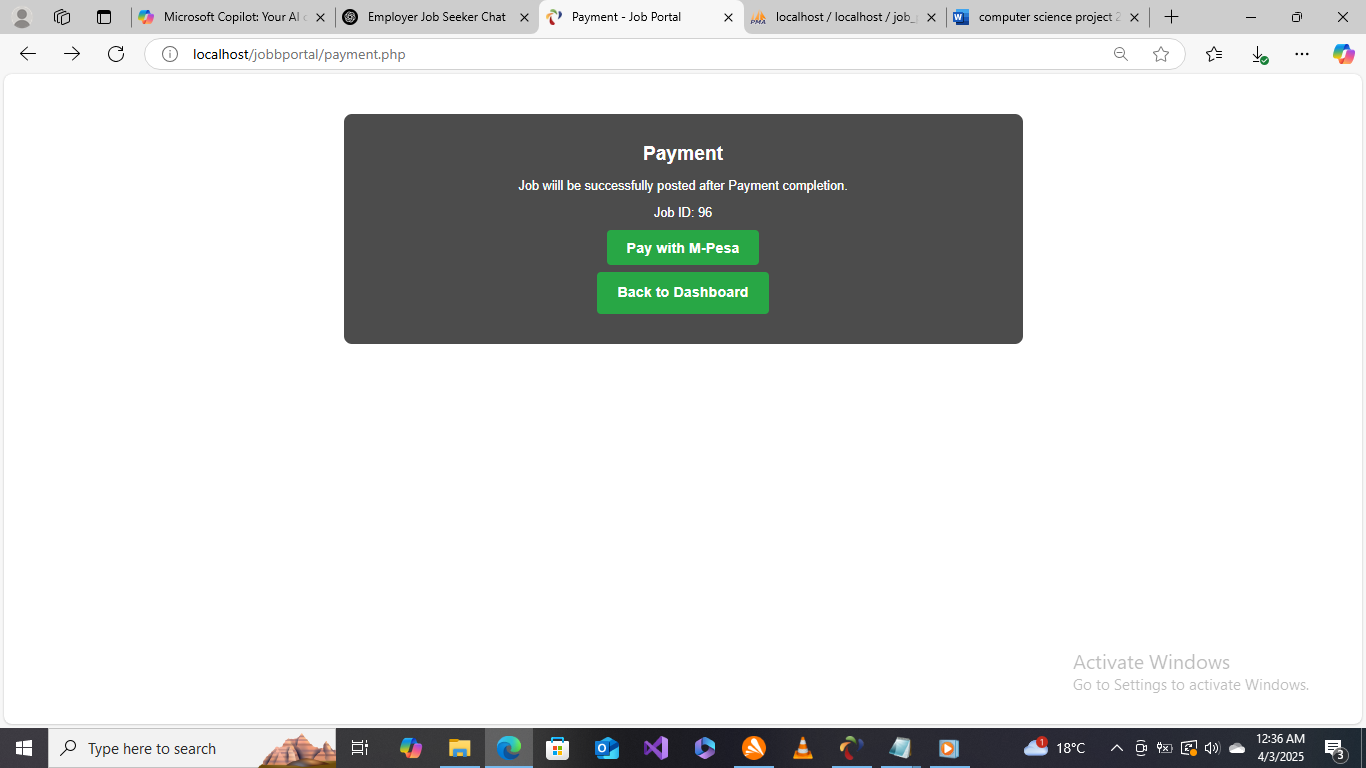 Microsoft Copilot: Your AI
Employer Job Seeker Chat
Payment - Job Portal
localhost / localhost / job_
computer science project 2
localhost/jobbportal/payment.php
Payment
Job wiill be successfully posted after Payment completion.
Job ID: 96
Pay with M-Pesa
Back to Dashboard
Activate Windows
Go to Settings to activate Windows.
Type here to search
1
18°C
12:36 AM
4/3/2025
3